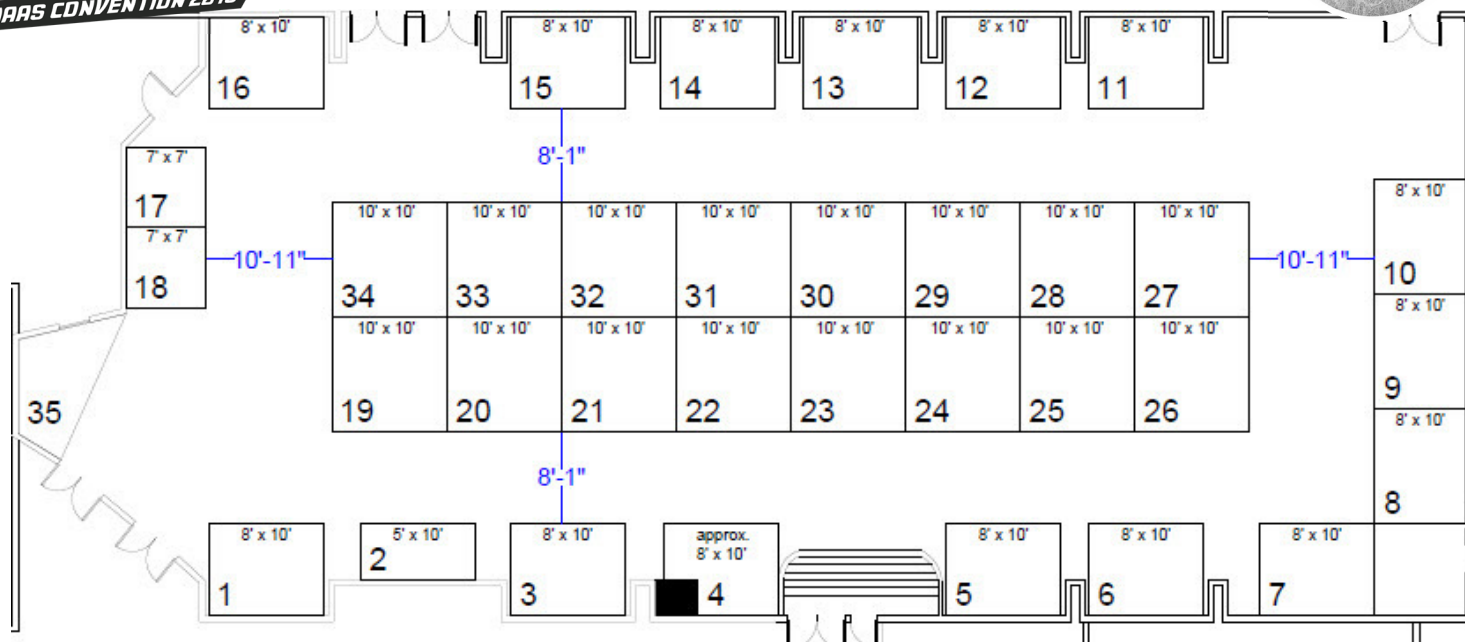 CONVENTION
8' x 10'
16
8' x 10'
15
8' x 10'
14
8' x 10'
13
8' x 10'
12
8' x 10'
11
8'-1"
7' x 7'
17
7' x 7'
18
10'-11"
10' x 10'
34
10' x 10'
33
10' x 10'
32
10' x 10'
31
10' x 10'
30
10' x 10'
29
10' x 10'
28
10' x 10'
27
10'-11"
8' x 10'
10
10' x 10'
19
10' x 10'
20
10' x 10'
21
10' x 10'
22
10' x 10'
23
10' x 10'
24
10' x 10'
25
10' x 10'
26
8' x 10'
9
35
8'-1"
8' x 10'
8
8' x 10'
1
5' x 10'
2
8' x 10'
3
approx.
8' x 10'
4
8' x 10'
5
8' x 10'
6
8' x 10'
7